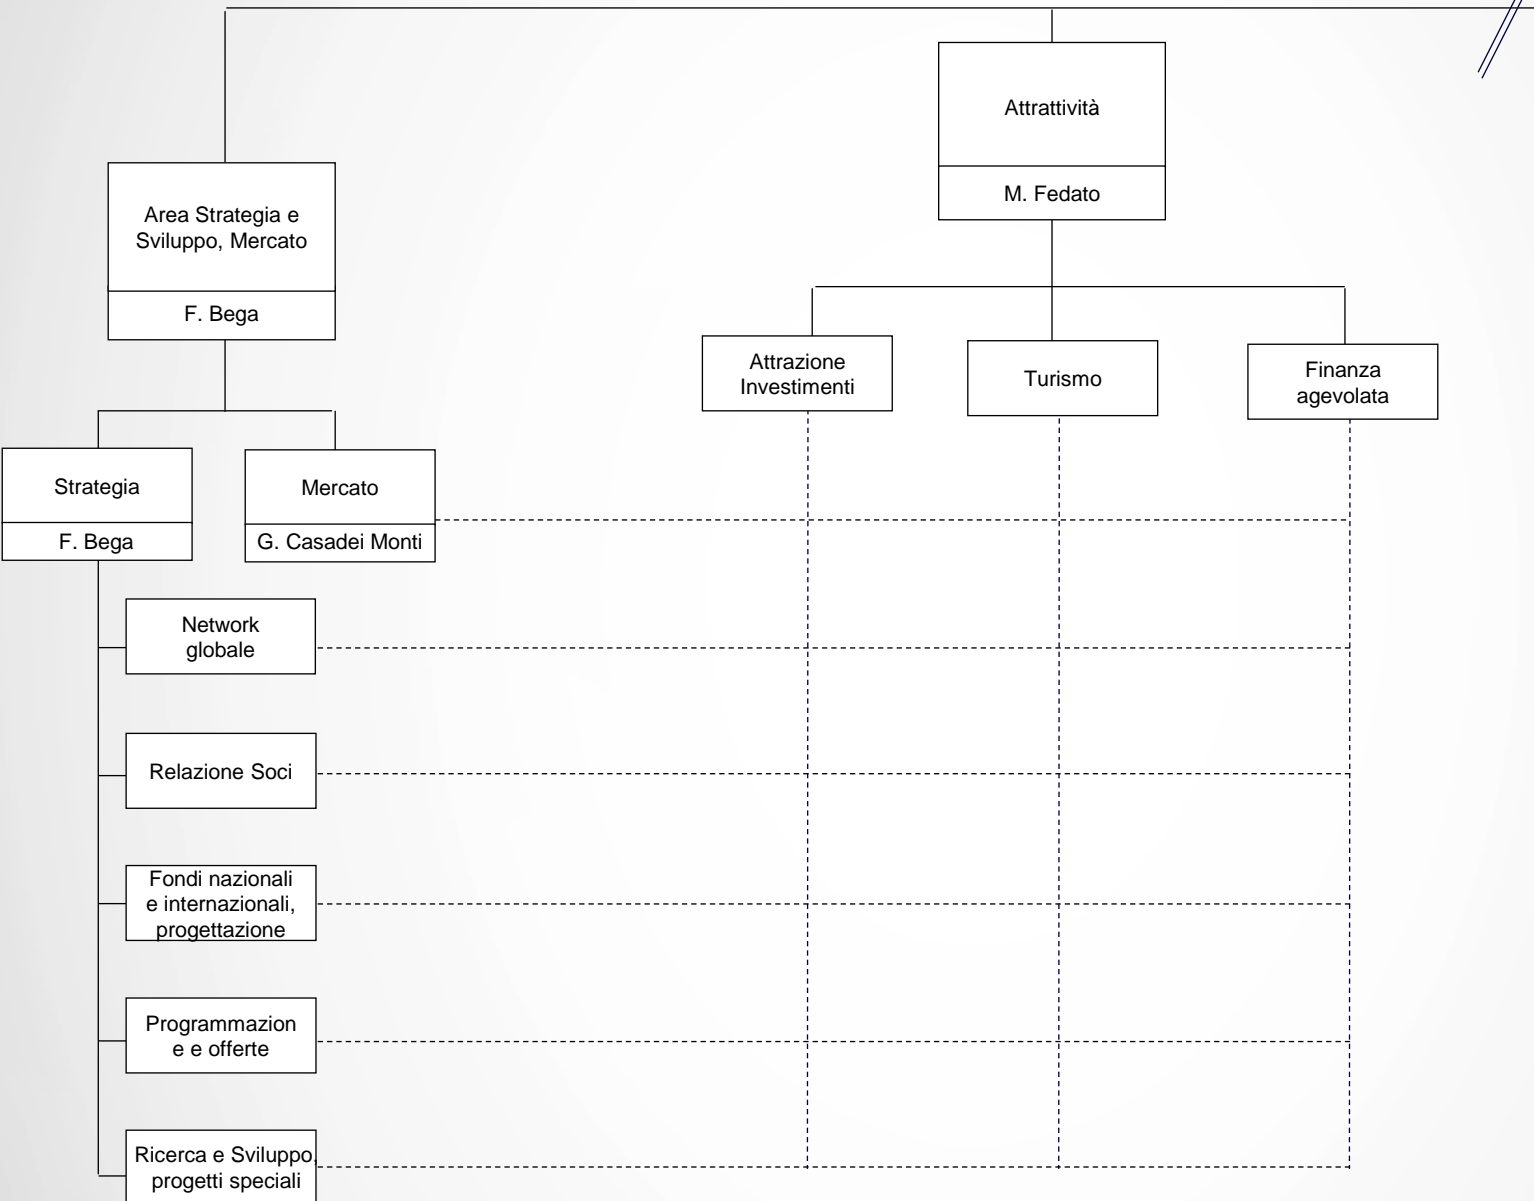 Attrattività
M. Fedato
Area Strategia e
Sviluppo, Mercato
F. Bega
Attrazione
Investimenti
Turismo
Finanza
agevolata
Strategia
F. Bega
Mercato
G. Casadei Monti
Network
globale
Relazione Soci
Fondi nazionali
e internazionali,
progettazione
Programmazion
e e offerte
Ricerca e Sviluppo,
progetti speciali